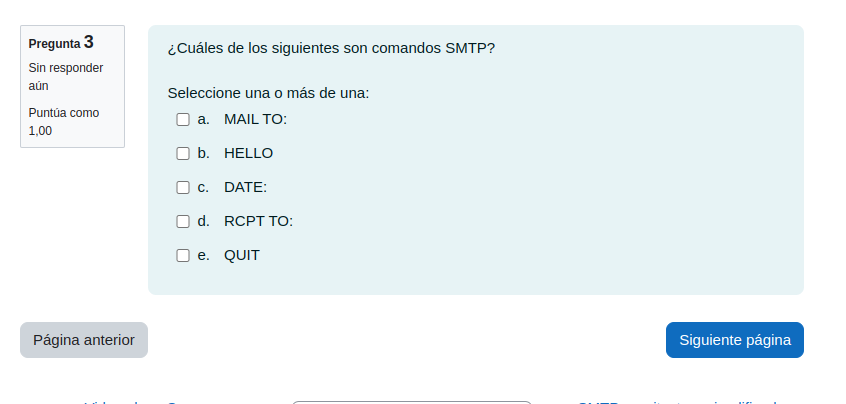 Pregunta 3
Sin responder
aún
Puntúa como
1,00
¿Cuáles de los siguientes son comandos SMTP?
Seleccione una o más de una:
a. MAIL TO:
b. HELLO
c. DATE:
d. RCPT TO:
e. QUIT
Página anterior
Siguiente página